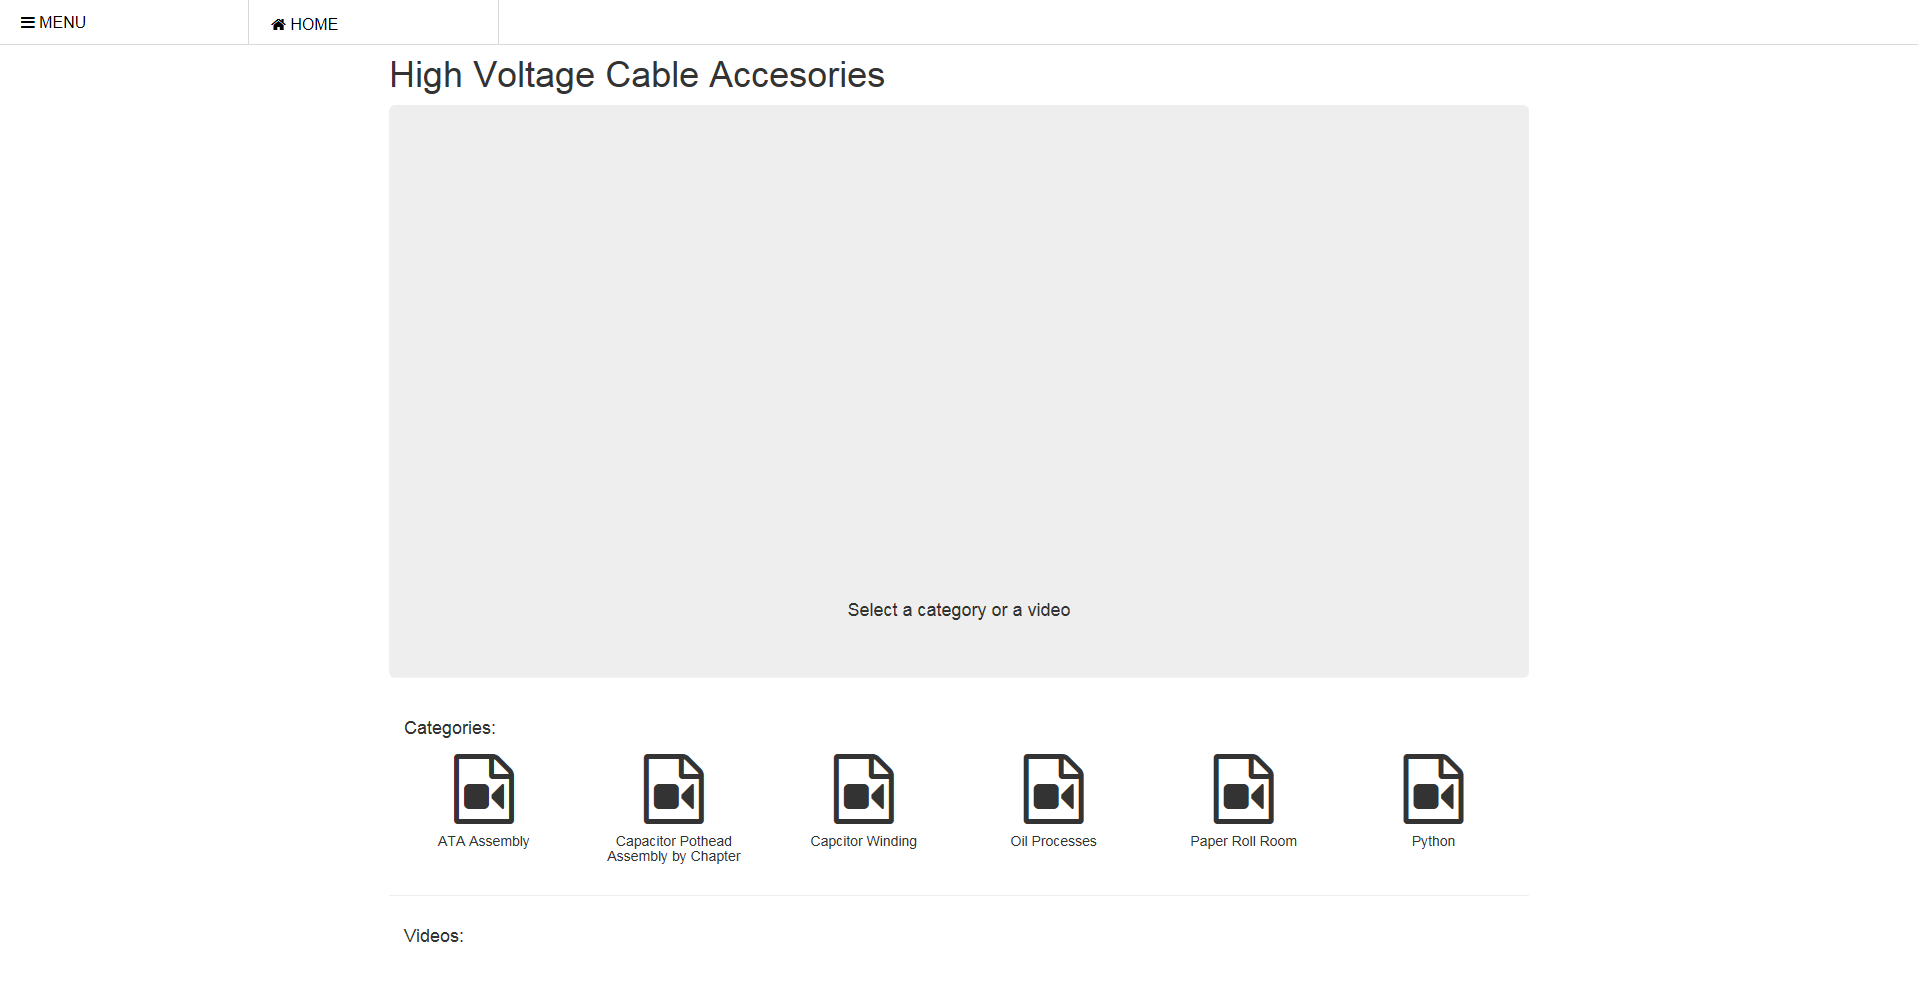 MENU
HOME
High Voltage Cable Accesories
Select a category or a video
Categories:
ATA Assembly
Capacitor Pothead
Assembly by Chapter
Capcitor Winding
Oil Processes
Paper Roll Room
Python
Videos: